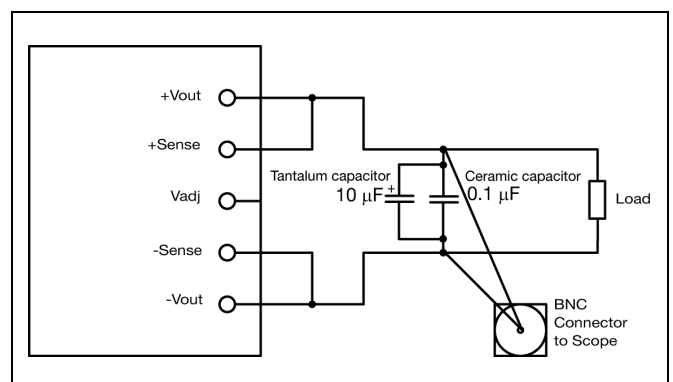 +Vout
+Sense
Tantalum capacitor
10 µF
+
Ceramic capacitor
0.1 µF
Vadj
Load
-Sense
-Vout
BNC
Connector
to Scope